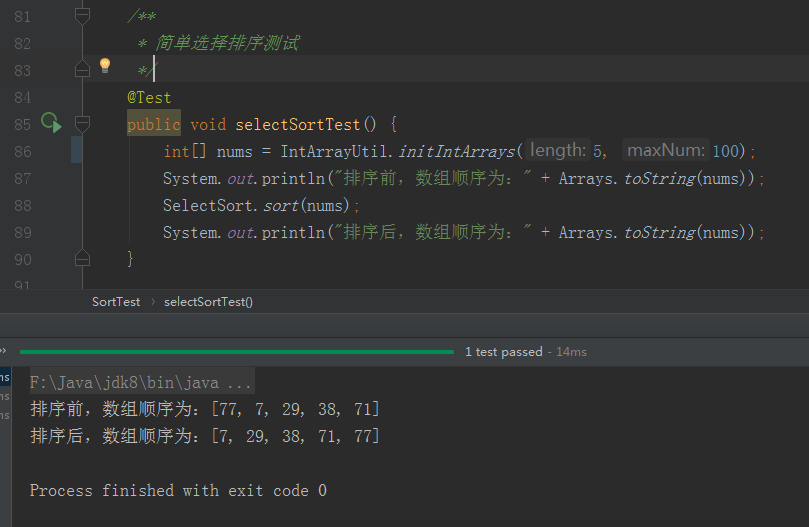 81 /**
82 * 简单选择排序测试
83 */
84 @Test
85 public void selectSortTest() {
86 int[] nums = IntArrayUtil.initIntArrays( length: 5, maxNum: 100);
87 System.out.println("排序前，数组顺序为：" + Arrays.toString(nums));
88 SelectSort.sort(nums);
89 System.out.println("排序后，数组顺序为：" + Arrays.toString(nums));
90 }
91
SortTest › selectSortTest()
» 1 test passed - 14ms
ms F:\Java\jdk8\bin\java ...
ms 排序前，数组顺序为：[77, 7, 29, 38, 71]
ms 排序后，数组顺序为：[7, 29, 38, 71, 77]
Process finished with exit code 0